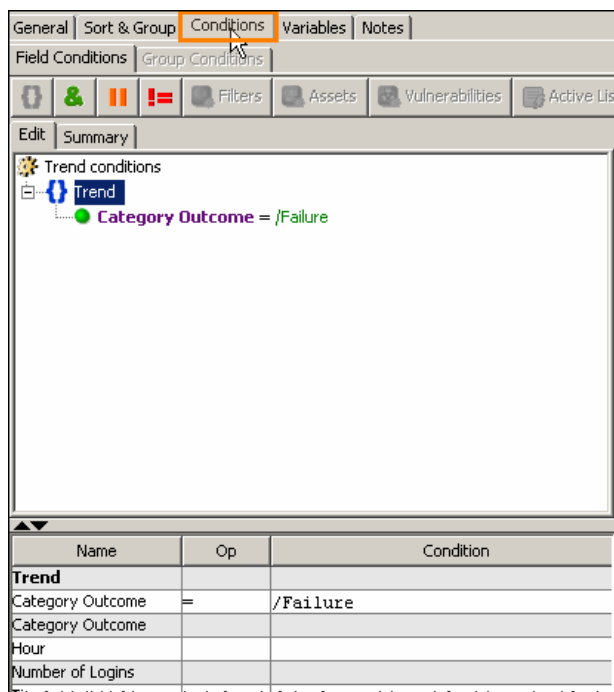 General Sort & Group Conditions Variables Notes
Field Conditions Group Conditions
{} & || != Filters Assets Vulnerabilities Active Lis
Edit Summary
Trend conditions
{} Trend
Category Outcome = /Failure
Name Op Condition
Trend
Category Outcome = /Failure
Category Outcome
Hour
Number of Logins